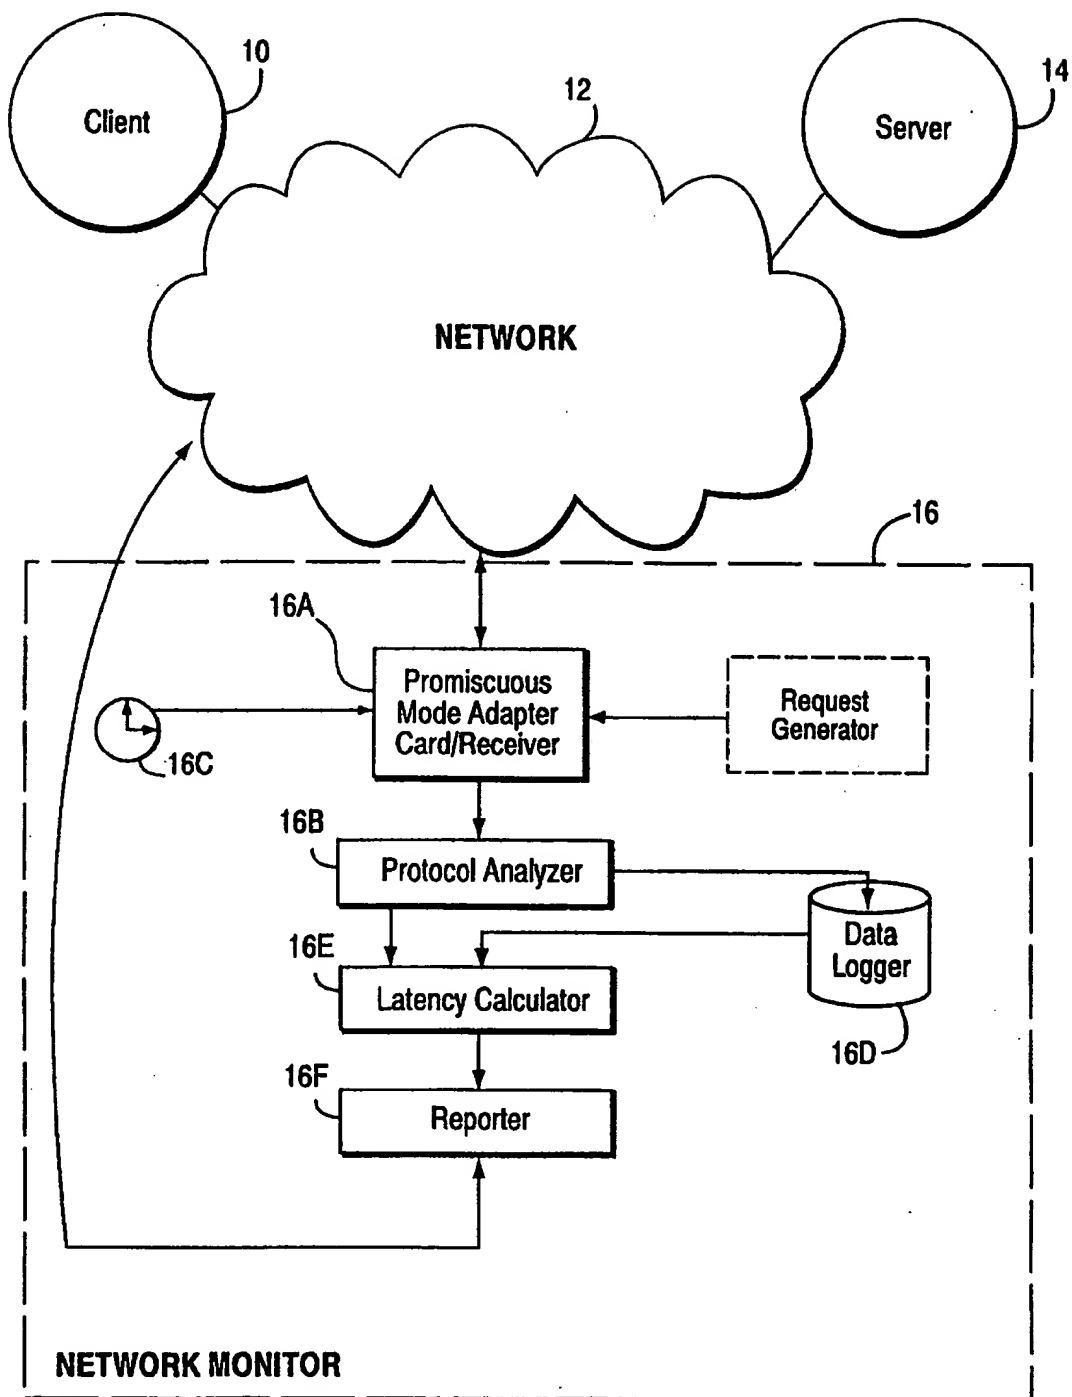 10
Client
12
14
Server
NETWORK
16
16A
Promiscuous
Mode Adapter
Card/Receiver
Request
Generator
16C
16B
Protocol Analyzer
Data
Logger
16E
Latency Calculator
16D
16F
Reporter
NETWORK MONITOR